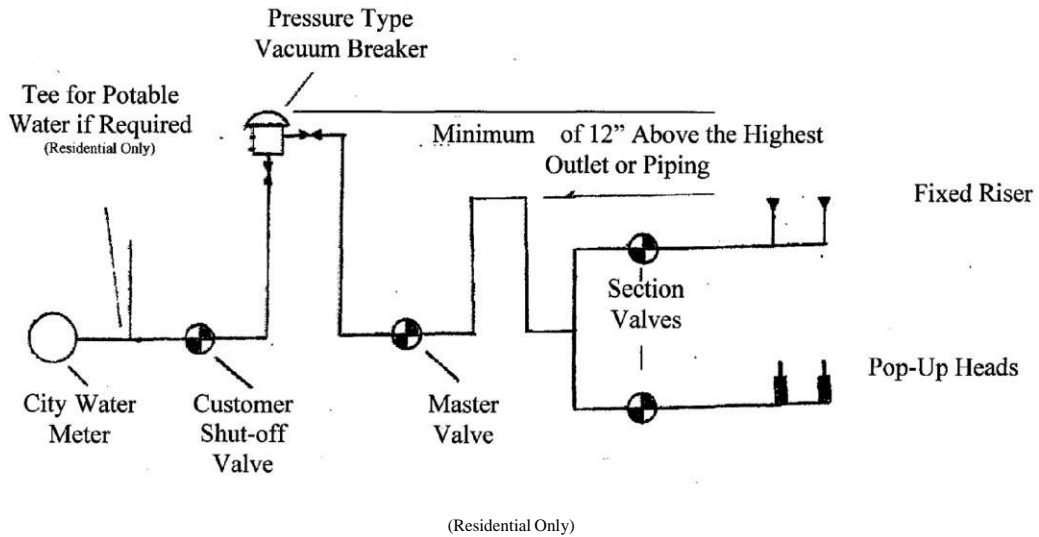 Pressure Type
Vacuum Breaker
Tee for Potable
Water if Required
(Residential Only)
Minimum of 12” Above the Highest
Outlet or Piping
Fixed Riser
Section
Valves
Pop-Up Heads
City Water
Meter
Customer
Shut-off
Valve
Master
Valve
(Residential Only)